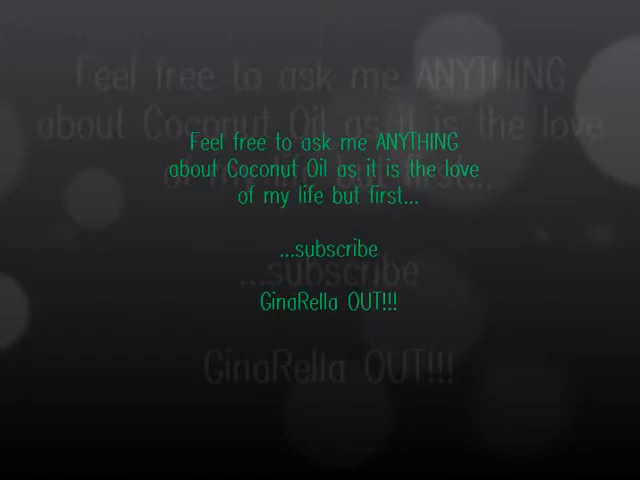 Feel free to ask me ANYTHING
about Coconut Oil as it is the love
of my life but first...
...subscribe
GinaRella OUT!!!